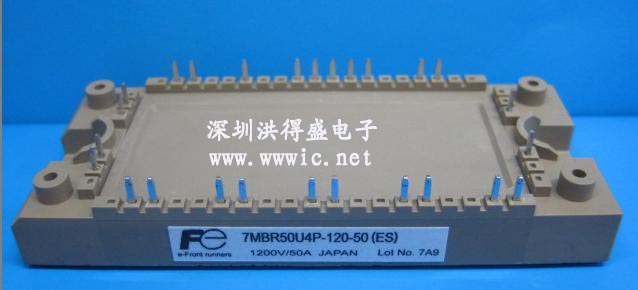 深圳洪得盛电子
www.wwwic.net
Fe 7MBR50U4P-120-50 (ES)
e-Front runners 1200V/50A JAPAN Lot No. 7A9